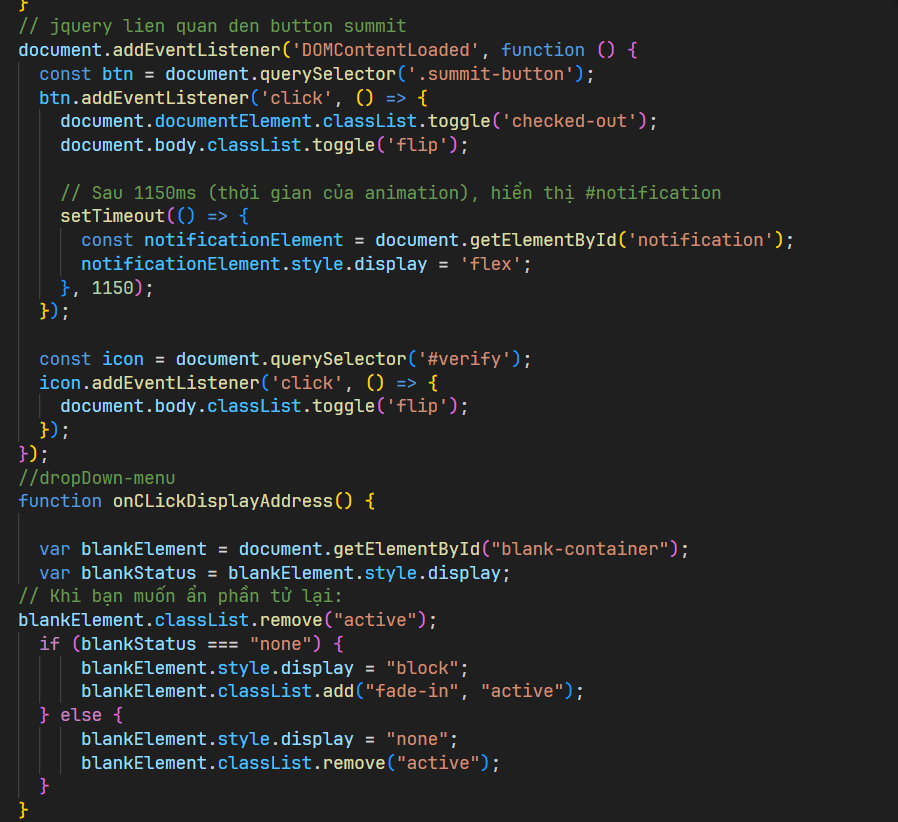 }
// jquery lien quan den button summit
document.addEventListener('DOMContentLoaded', function () {
  const btn = document.querySelector('.summit-button');
  btn.addEventListener('click', () => {
    document.documentElement.classList.toggle('checked-out');
    document.body.classList.toggle('flip');

    // Sau 1150ms (thời gian của animation), hiển thị #notification
    setTimeout(() => {
      const notificationElement = document.getElementById('notification');
      notificationElement.style.display = 'flex';
    }, 1150);
  });

  const icon = document.querySelector('#verify');
  icon.addEventListener('click', () => {
    document.body.classList.toggle('flip');
  });
});
//dropDown-menu
function onCLickDisplayAddress() {

  var blankElement = document.getElementById("blank-container");
  var blankStatus = blankElement.style.display;
// Khi bạn muốn ẩn phần tử lại:
blankElement.classList.remove("active");
  if (blankStatus === "none") {
      blankElement.style.display = "block";
      blankElement.classList.add("fade-in", "active");
  } else {
      blankElement.style.display = "none";
      blankElement.classList.remove("active");
  }
}